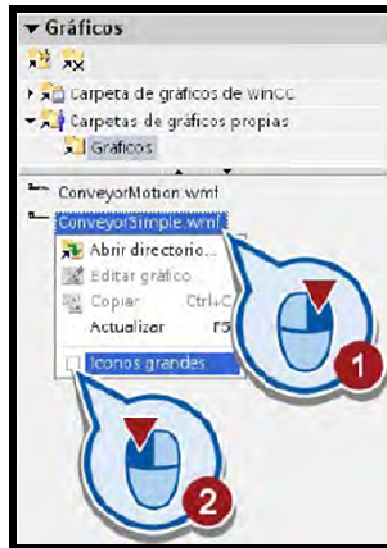 Gráficos
Carpeta de gráficos de WinCC
Carpetas de gráficos propias
Gráficos
ConveyorMotion.wmf
ConveyorSimple.wmf
Abrir directorio...
Editar gráfico
Copiar Ctrl+C
Actualizar F5
Iconos grandes
1
2